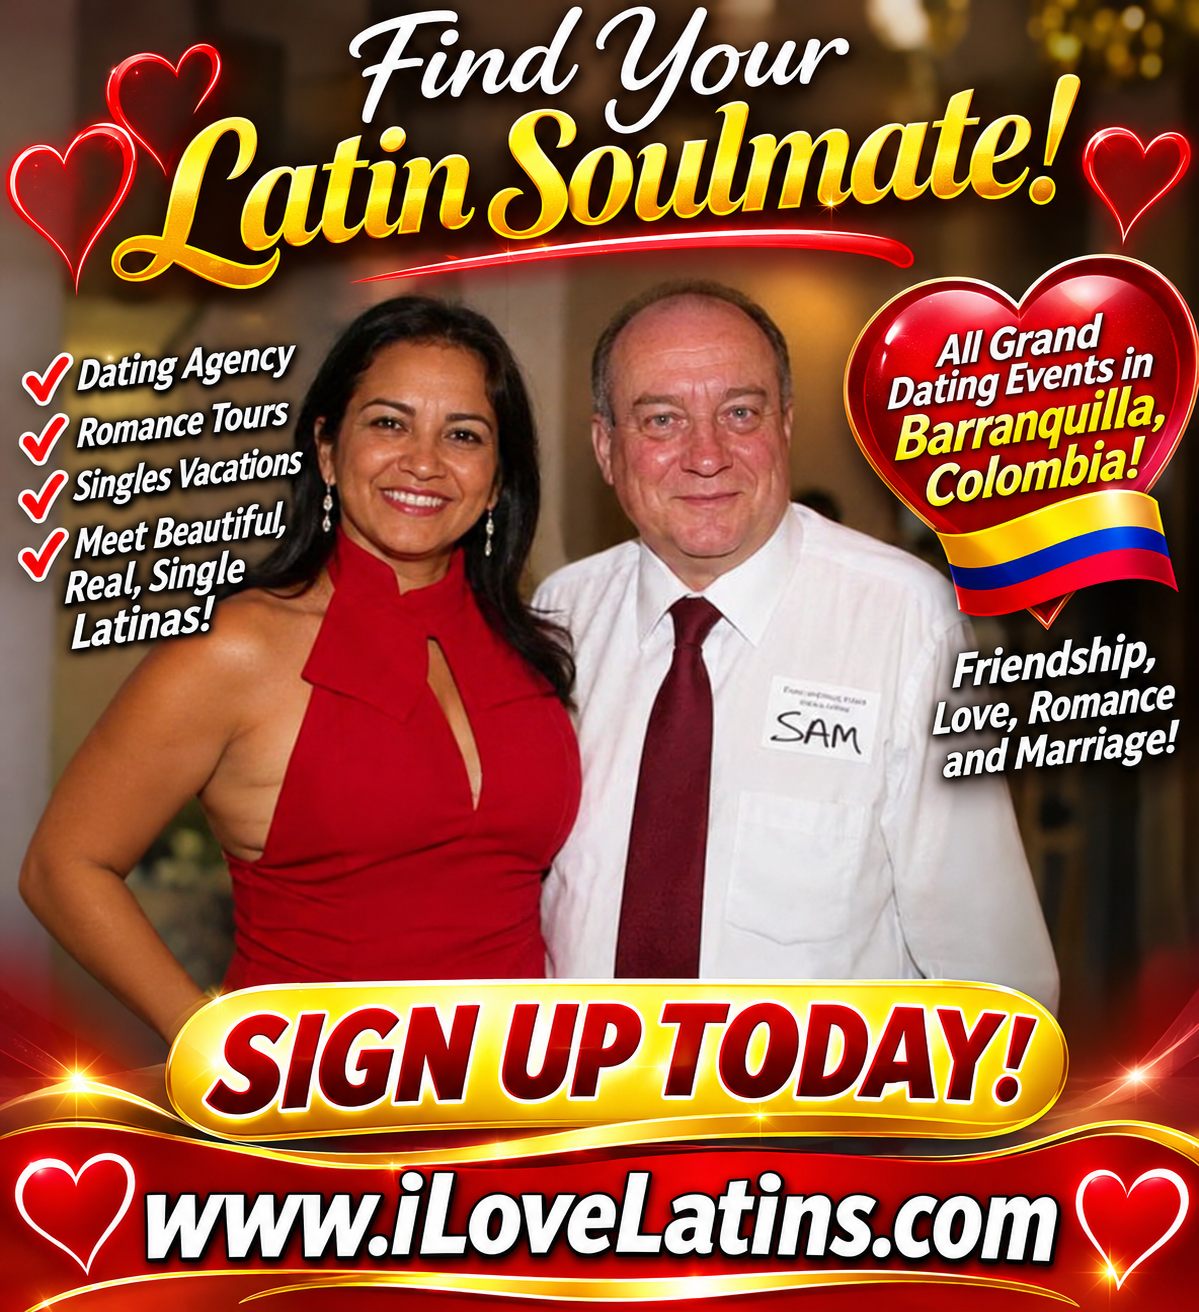 Find Your
Latin Soulmate!
Dating Agency
Romance Tours
Singles Vacations
Meet Beautiful,
Real, Single
Latinas!
All Grand
Dating Events in
Barranquilla,
Colombia!
Friendship,
Love, Romance
and Marriage!
SAM
SIGN UP TODAY!
www.iLoveLatins.com